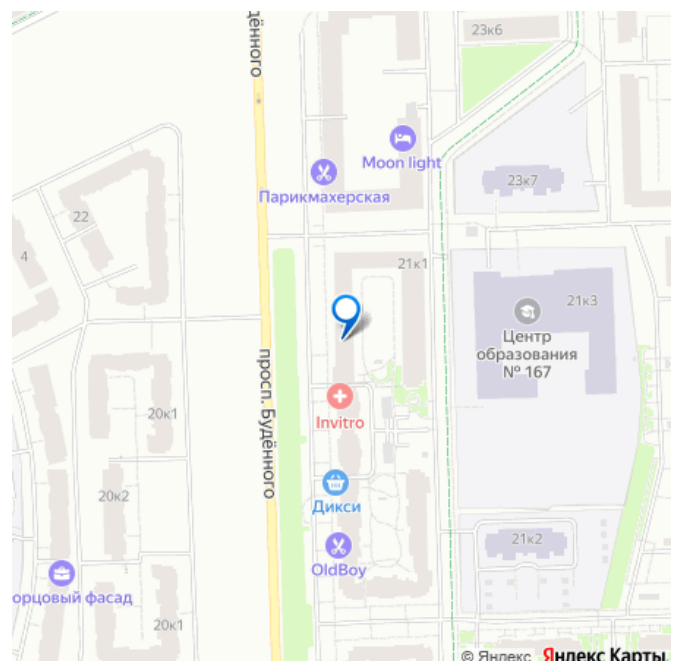 дённого
23к6
Moon light
Парикмахерская
23к7
22
4
21к1
21к3
Центр
образования
№ 167
просп. Будённого
Invitro
20к1
20к2
Дикси
21к2
OldBoy
орцовый фасад
20к1
© Яндекс Яндекс Карты